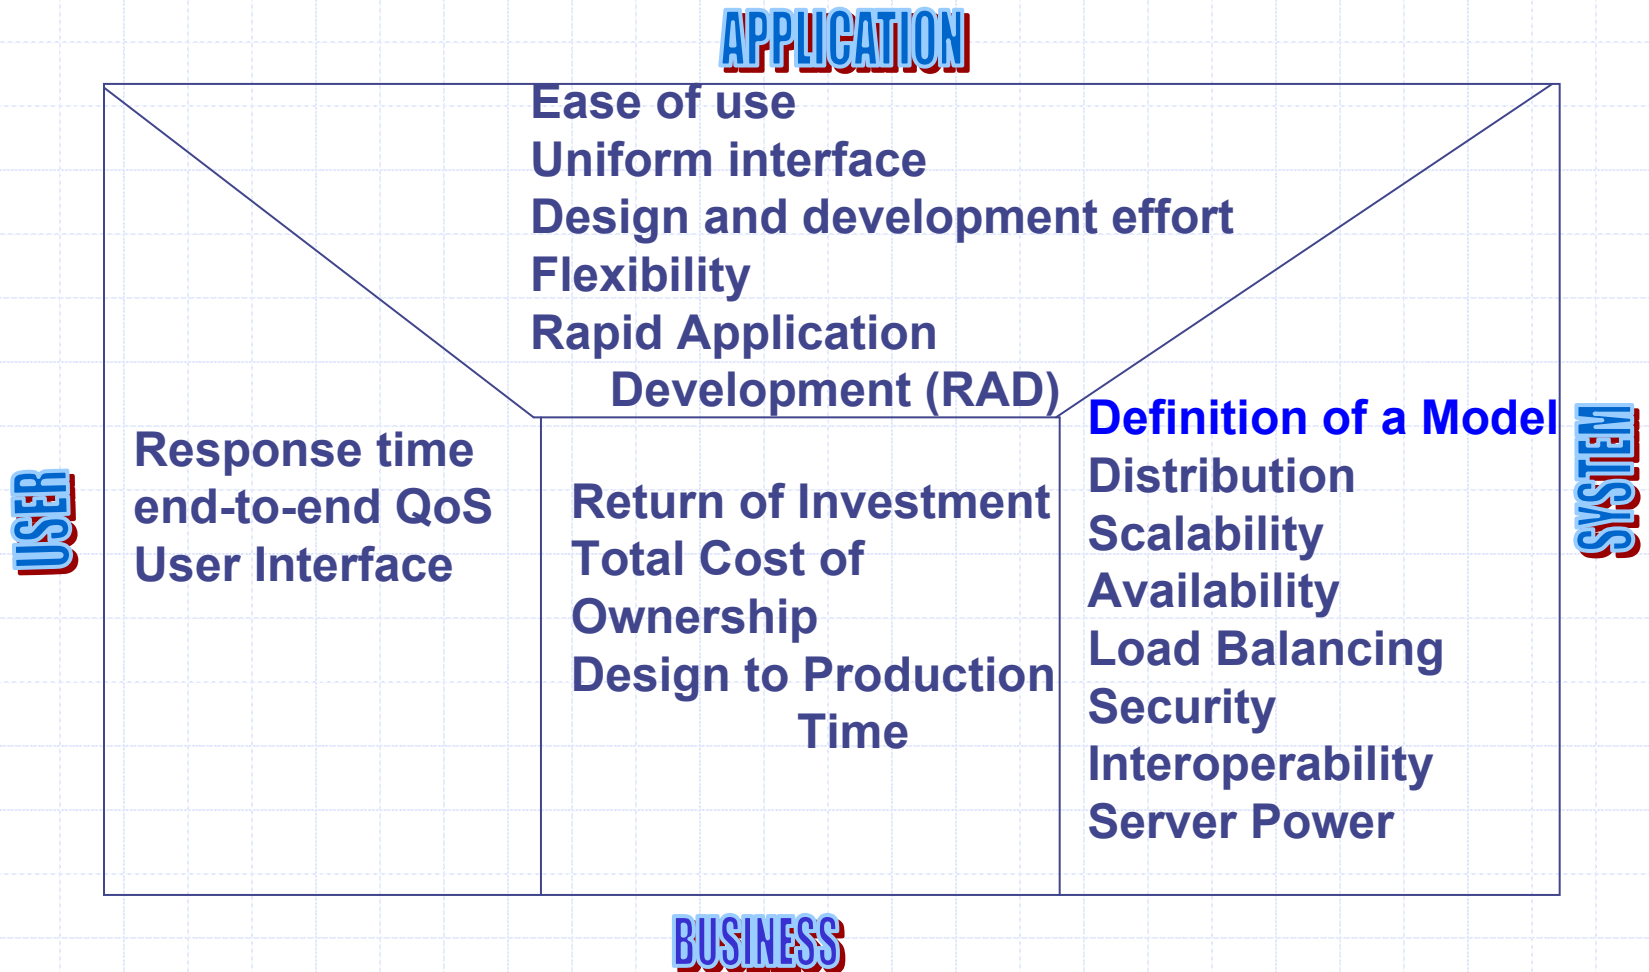 APPLICATION
Ease of use
Uniform interface
Design and development effort
Flexibility
Rapid Application
Development (RAD)
USER
Response time
end-to-end QoS
User Interface
Return of Investment
Total Cost of
Ownership
Design to Production
Time
Definition of a Model
Distribution
Scalability
Availability
Load Balancing
Security
Interoperability
Server Power
SYSTEM
BUSINESS